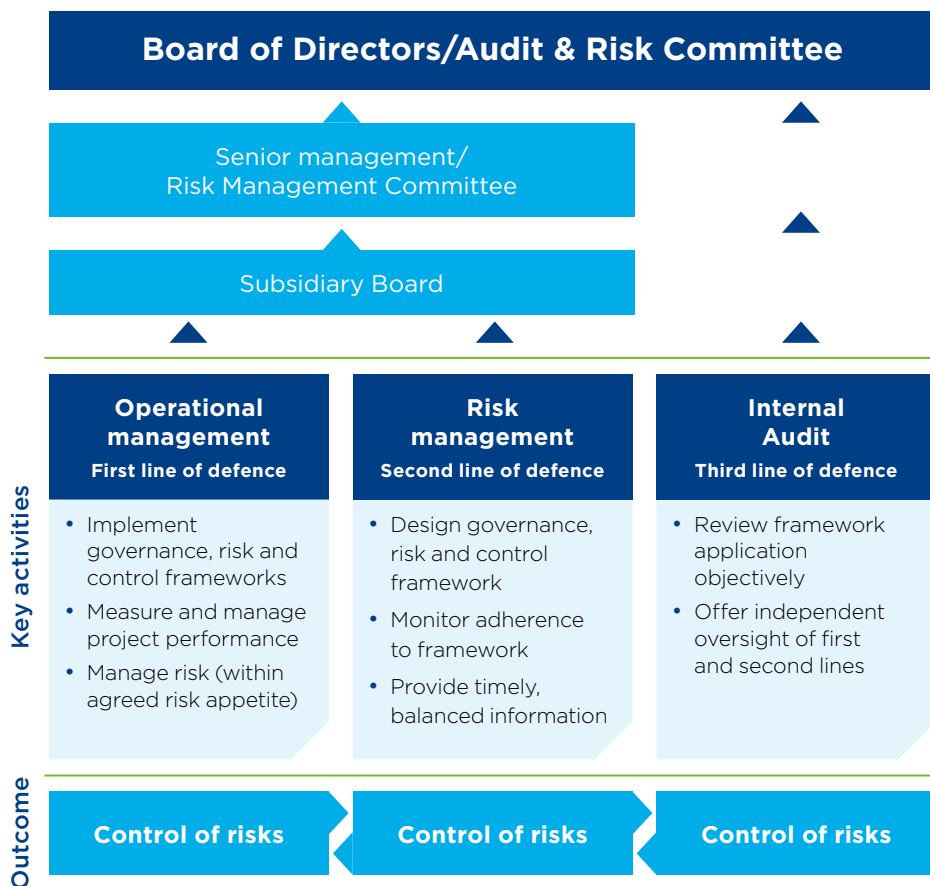 Board of Directors/Audit & Risk Committee
Senior management/
Risk Management Committee
Subsidiary Board
Key activities
Operational
management
First line of defence
• Implement
governance, risk and
control frameworks
• Measure and manage
project performance
• Manage risk (within
agreed risk appetite)
Risk
management
Second line of defence
• Design governance,
risk and control
framework
• Monitor adherence
to framework
• Provide timely,
balanced information
Internal
Audit
Third line of defence
• Review framework
application
objectively
• Offer independent
oversight of first
and second lines
Outcome
Control of risks
Control of risks
Control of risks